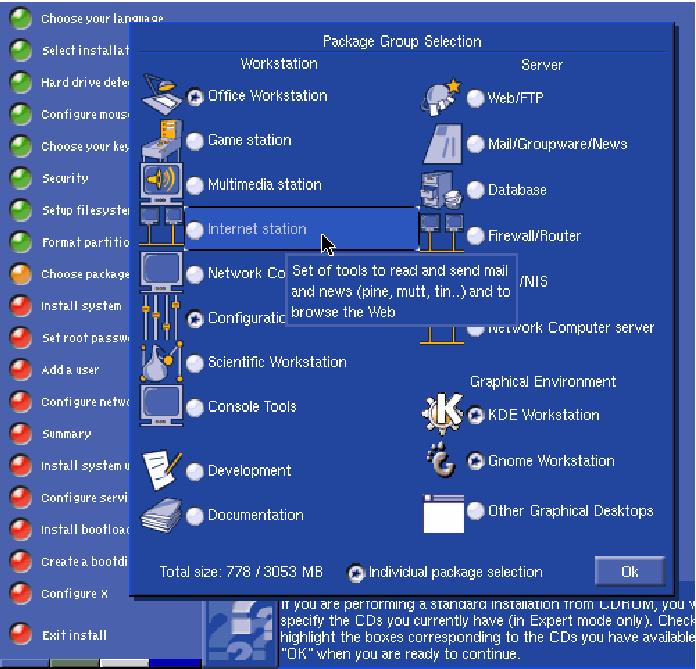 Choose your language
Select installat
Hard drive dete
Configure mous
Choose your key
Security
Setup filesyste
Format partitio
Choose package
Install system
Set root passw
Add a user
Configure netwo
Summary
Install system u
Configure servi
Install bootloa
Create a bootdi
Configure X
Exit install
Package Group Selection
Workstation
Office Workstation
Game station
Multimedia station
Internet station
Network Co
Configuratio
Scientific Workstation
Console Tools
Development
Documentation
Set of tools to read and send mail
and news (pine, mutt, tin..) and to
browse the Web
Server
Web/FTP
Mail/Groupware/News
Database
Firewall/Router
/NIS
Network Computer server
Graphical Environment
KDE Workstation
Gnome Workstation
Other Graphical Desktops
Total size: 778 / 3053 MB
Individual package selection
Ok
If you are performing a standard installation from CDROM, you
specify the CDs you currently have (in Expert mode only). Check
highlight the boxes corresponding to the CDs you have available
"OK" when you are ready to continue.